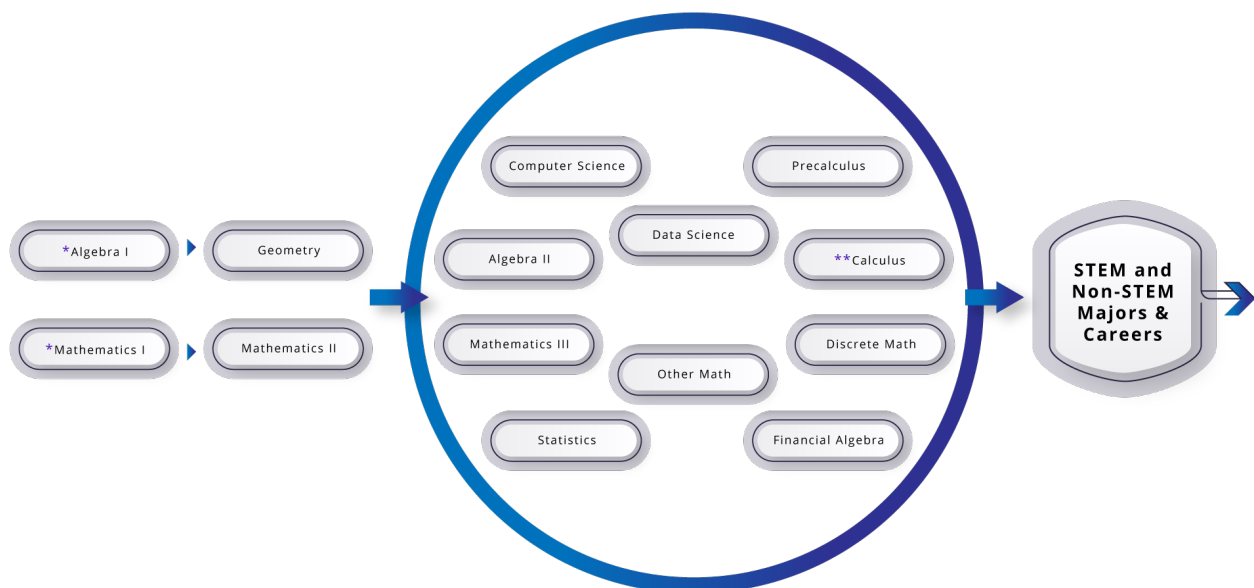 *Algebra I
Geometry
*Mathematics I
Mathematics II
Computer Science
Precalculus
Data Science
Algebra II
**Calculus
Mathematics III
Discrete Math
Other Math
Statistics
Financial Algebra
STEM and
Non-STEM
Majors &
Careers